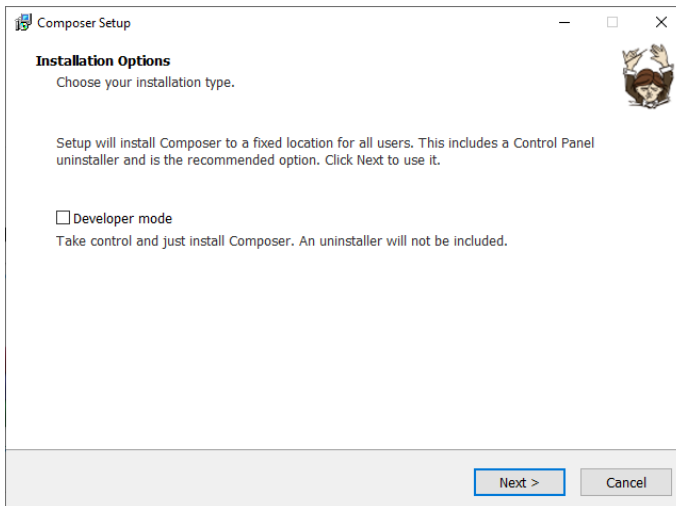 Composer Setup
Installation Options
Choose your installation type.
Setup will install Composer to a fixed location for all users. This includes a Control Panel
uninstaller and is the recommended option. Click Next to use it.
Developer mode
Take control and just install Composer. An uninstaller will not be included.
Next >
Cancel